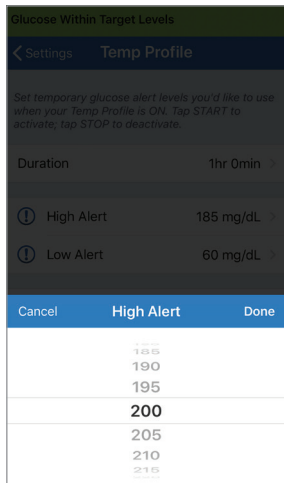 Glucose Within Target Levels
Settings Temp Profile
Set temporary glucose alert levels you'd like to use
when your Temp Profile is ON. Tap START to
activate; tap STOP to deactivate.
Duration 1hr 0min
High Alert 185 mg/dL
Low Alert 60 mg/dL
Cancel High Alert Done
185
190
195
200
205
210
215